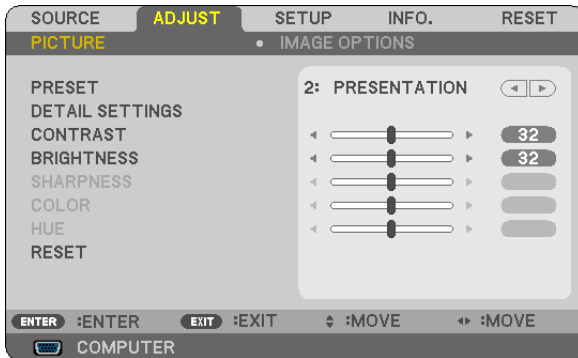 SOURCE ADJUST SETUP INFO. RESET
PICTURE • IMAGE OPTIONS
PRESET 2: PRESENTATION
DETAIL SETTINGS
CONTRAST 32
BRIGHTNESS 32
SHARPNESS
COLOR
HUE
RESET
ENTER :ENTER EXIT :EXIT :MOVE :MOVE
COMPUTER